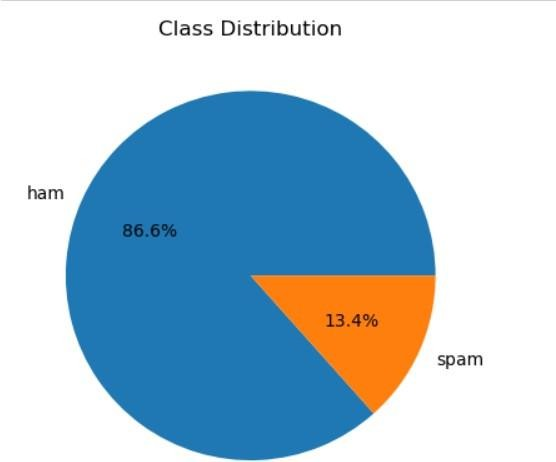 Class Distribution
ham
86.6%
13.4%
spam